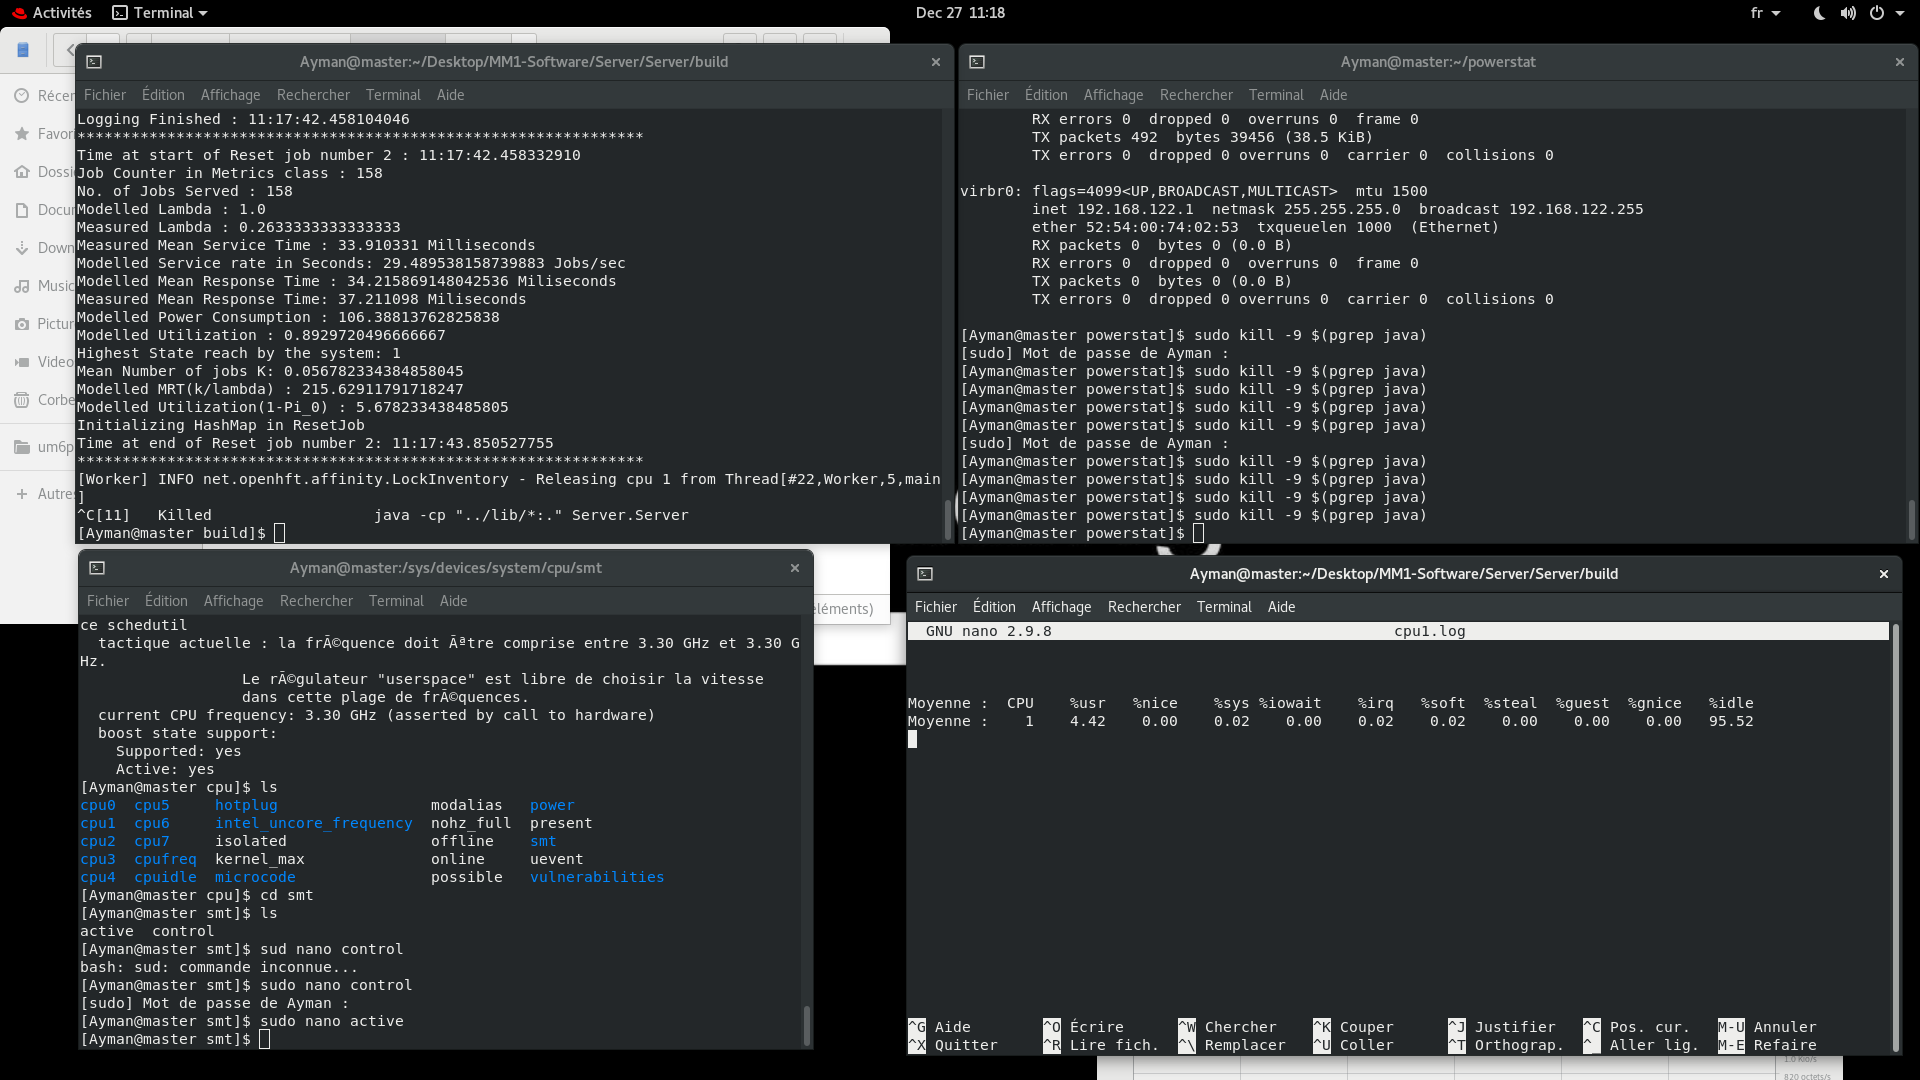 Activités
Terminal
Dec 27 11:18
fr
Récer
Favori
Dossi
Docur
Down
Music
Pictur
Video
Corbe
um6p
Autres
Ayman@master:~/Desktop/MM1-Software/Server/Server/build
Fichier Édition Affichage Rechercher Terminal Aide
Logging Finished : 11:17:42.458104046
***************************************************************
Time at start of Reset job number 2 : 11:17:42.458332910
Job Counter in Metrics class : 158
No. of Jobs Served : 158
Modelled Lambda : 1.0
Measured Lambda : 0.2633333333333333
Measured Mean Service Time : 33.910331 Milliseconds
Modelled Service rate in Seconds: 29.489538158739883 Jobs/sec
Modelled Mean Response Time : 34.215869148042536 Miliseconds
Measured Mean Response Time: 37.211098 Miliseconds
Modelled Power Consumption : 106.38813762825838
Modelled Utilization : 0.8929720496666667
Highest State reach by the system: 1
Mean Number of jobs K: 0.056782334384858045
Modelled MRT(k/lambda) : 215.62911791718247
Modelled Utilization(1-Pi_0) : 5.678233438485805
Initializing HashMap in ResetJob
Time at end of Reset job number 2: 11:17:43.850527755
***************************************************************
[Worker] INFO net.openhft.affinity.LockInventory - Releasing cpu 1 from Thread[#22,Worker,5,main
]
^C[11]   Killed                  java -cp "../lib/*:." Server.Server
[Ayman@master build]$
Ayman@master:~/powerstat
Fichier Édition Affichage Rechercher Terminal Aide
RX errors 0  dropped 0  overruns 0  frame 0
TX packets 492  bytes 39456 (38.5 KiB)
TX errors 0  dropped 0 overruns 0  carrier 0  collisions 0
virbr0: flags=4099<UP,BROADCAST,MULTICAST>  mtu 1500
inet 192.168.122.1  netmask 255.255.255.0  broadcast 192.168.122.255
ether 52:54:00:74:02:53  txqueuelen 1000  (Ethernet)
RX packets 0  bytes 0 (0.0 B)
RX errors 0  dropped 0  overruns 0  frame 0
TX packets 0  bytes 0 (0.0 B)
TX errors 0  dropped 0 overruns 0  carrier 0  collisions 0
[Ayman@master powerstat]$ sudo kill -9 $(pgrep java)
[sudo] Mot de passe de Ayman :
[Ayman@master powerstat]$ sudo kill -9 $(pgrep java)
[Ayman@master powerstat]$ sudo kill -9 $(pgrep java)
[Ayman@master powerstat]$ sudo kill -9 $(pgrep java)
[Ayman@master powerstat]$ sudo kill -9 $(pgrep java)
[sudo] Mot de passe de Ayman :
[Ayman@master powerstat]$ sudo kill -9 $(pgrep java)
[Ayman@master powerstat]$ sudo kill -9 $(pgrep java)
[Ayman@master powerstat]$ sudo kill -9 $(pgrep java)
[Ayman@master powerstat]$ sudo kill -9 $(pgrep java)
[Ayman@master powerstat]$
Ayman@master:/sys/devices/system/cpu/smt
Fichier Édition Affichage Rechercher Terminal Aide
ce schedutil
tactique actuelle : la frÃ©quence doit Ãªtre comprise entre 3.30 GHz et 3.30 G
Hz.
Le rÃ©gulateur "userspace" est libre de choisir la vitesse
dans cette plage de frÃ©quences.
current CPU frequency: 3.30 GHz (asserted by call to hardware)
boost state support:
Supported: yes
Active: yes
[Ayman@master cpu]$ ls
cpu0  cpu5     hotplug                 modalias   power
cpu1  cpu6     intel_uncore_frequency  nohz_full  present
cpu2  cpu7     isolated                offline    smt
cpu3  cpufreq  kernel_max              online     uevent
cpu4  cpuidle  microcode               possible   vulnerabilities
[Ayman@master cpu]$ cd smt
[Ayman@master smt]$ ls
active  control
[Ayman@master smt]$ sud nano control
bash: sud: commande inconnue...
[Ayman@master smt]$ sudo nano control
[sudo] Mot de passe de Ayman :
[Ayman@master smt]$ sudo nano active
[Ayman@master smt]$
éléments)
Ayman@master:~/Desktop/MM1-Software/Server/Server/build
Fichier Édition Affichage Rechercher Terminal Aide
GNU nano 2.9.8                    cpu1.log
Moyenne :  CPU    %usr   %nice    %sys %iowait    %irq   %soft  %steal  %guest  %gnice   %idle
Moyenne :    1    4.42    0.00    0.02    0.00    0.02    0.02    0.00    0.00    0.00   95.52
^G Aide ^O Écrire ^W Chercher ^K Couper ^J Justifier ^C Pos. cur. M-U Annuler
^X Quitter ^R Lire fich. ^\ Remplacer ^U Coller ^T Orthograp. ^_ Aller lig. M-E Refaire
1.0 Kio/s
820 octets/s